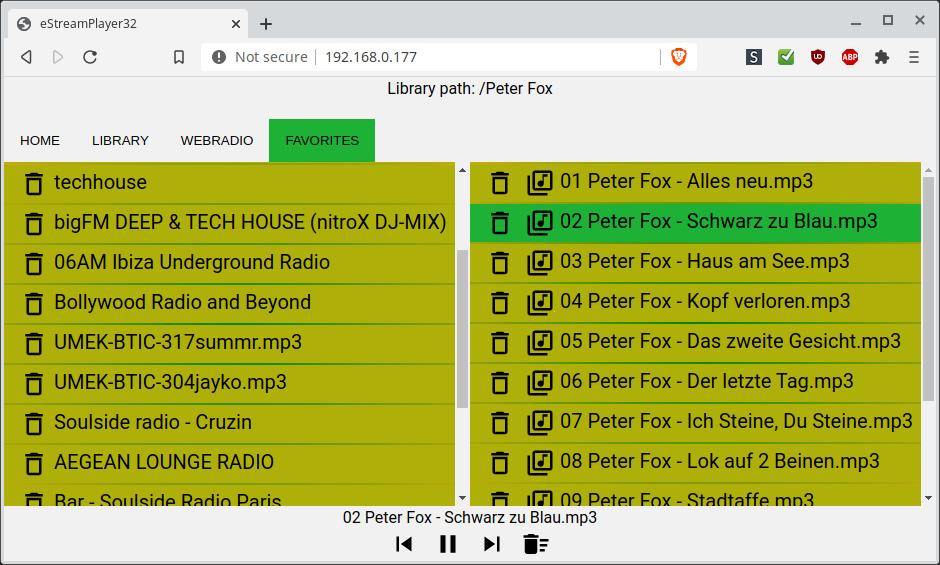 eStreamPlayer32
Not secure
192.168.0.177
S
UD
ABP
Library path: /Peter Fox
HOME
LIBRARY
WEBRADIO
FAVORITES
techhouse
bigFM DEEP & TECH HOUSE (nitroX DJ-MIX)
06AM Ibiza Underground Radio
Bollywood Radio and Beyond
UMEK-BTIC-317summr.mp3
UMEK-BTIC-304jayko.mp3
Soulside radio - Cruzin
AEGEAN LOUNGE RADIO
Bar - Soulside Radio Paris
01 Peter Fox - Alles neu.mp3
02 Peter Fox - Schwarz zu Blau.mp3
03 Peter Fox - Haus am See.mp3
04 Peter Fox - Kopf verloren.mp3
05 Peter Fox - Das zweite Gesicht.mp3
06 Peter Fox - Der letzte Tag.mp3
07 Peter Fox - Ich Steine, Du Steine.mp3
08 Peter Fox - Lok auf 2 Beinen.mp3
09 Peter Fox - Stadtaffe.mp3
02 Peter Fox - Schwarz zu Blau.mp3